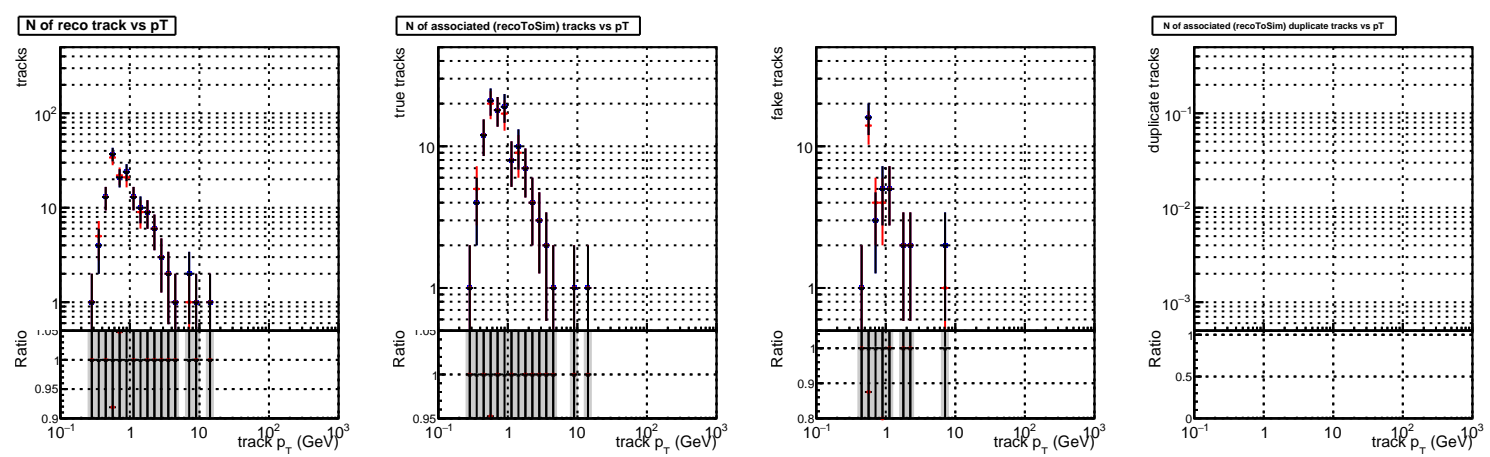 N of reco track vs pT
tracks
10²
10
1
1.05
Ratio
1
0.95
0.9
10⁻¹ 1 10 10² 10³
track p_T (GeV)
N of associated (recoToSim) tracks vs pT
true tracks
10
1
1.05
Ratio
1
0.95
10⁻¹ 1 10 10² 10³
track p_T (GeV)
fake tracks
10
1
Ratio
1
0.9
0.8
10⁻¹ 1 10 10² 10³
track p_T (GeV)
N of associated (recoToSim) duplicate tracks vs pT
duplicate tracks
10⁻¹
10⁻²
10⁻³
Ratio
1
0.5
0
10⁻¹ 1 10 10² 10³
track p_T (GeV)